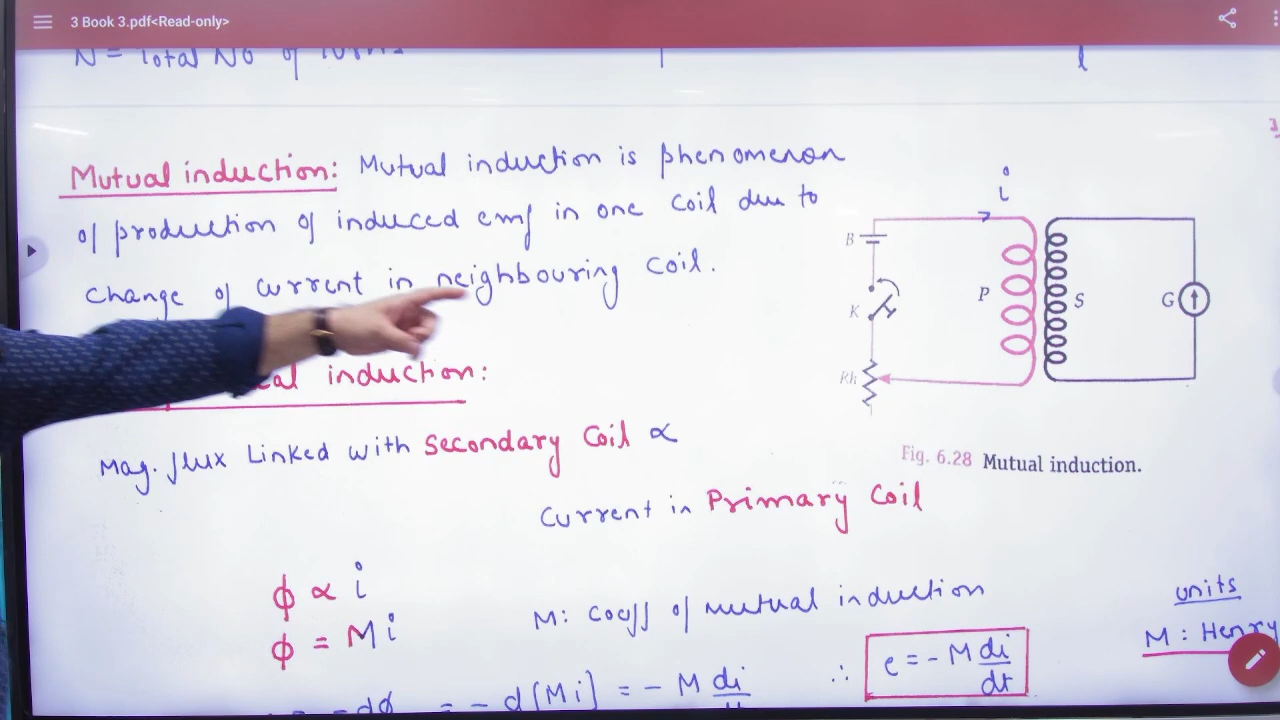 3 Book 3.pdf<Read-only>
N = Total No of
l
Mutual induction: Mutual induction is phenomenon
of production of induced emf in one coil due to
change of current in neighbouring coil.
induction:
Mag. flux Linked with Secondary Coil ∝
Current in Primary Coil
ϕ ∝ i
ϕ = Mi
M: coeff of mutual induction
units
M : Henry
= - d(Mi) = - M di
∴ e = - M di/dt
i
B
K
Rh
P
S
G
Fig. 6.28 Mutual induction.